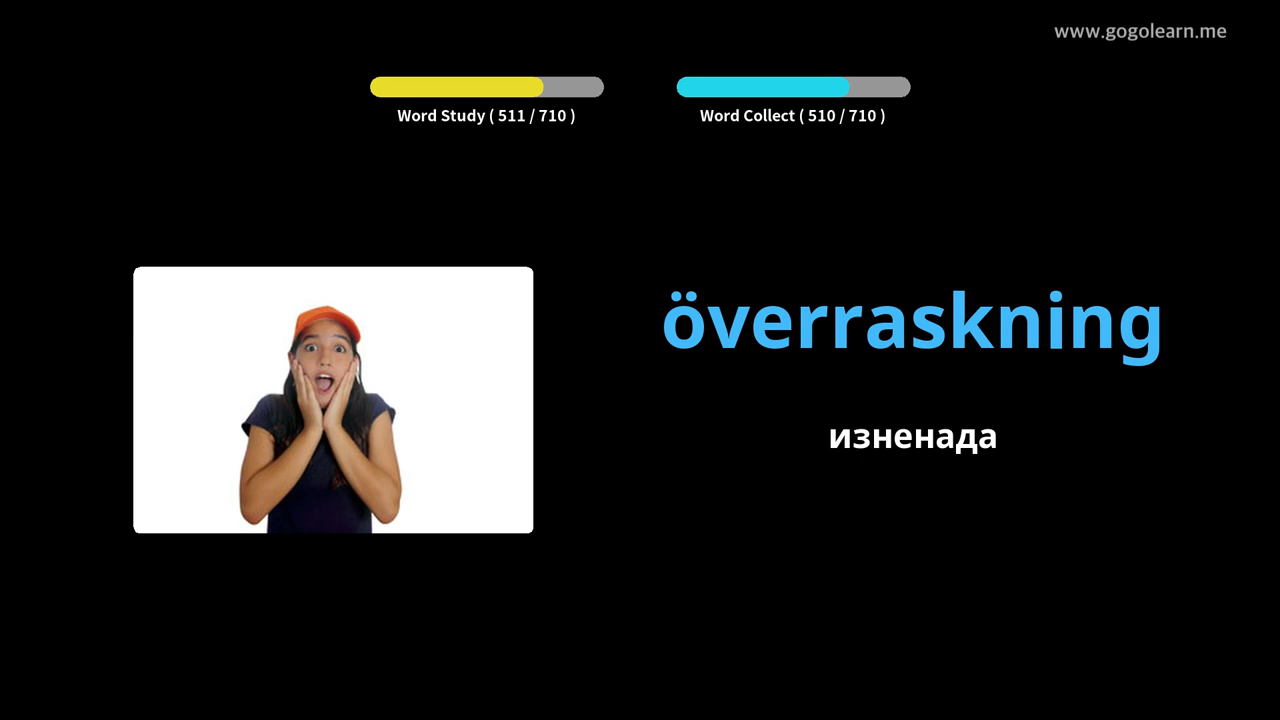 www.gogolearn.me
Word Study ( 511 / 710 )
Word Collect ( 510 / 710 )
överraskning
изненада